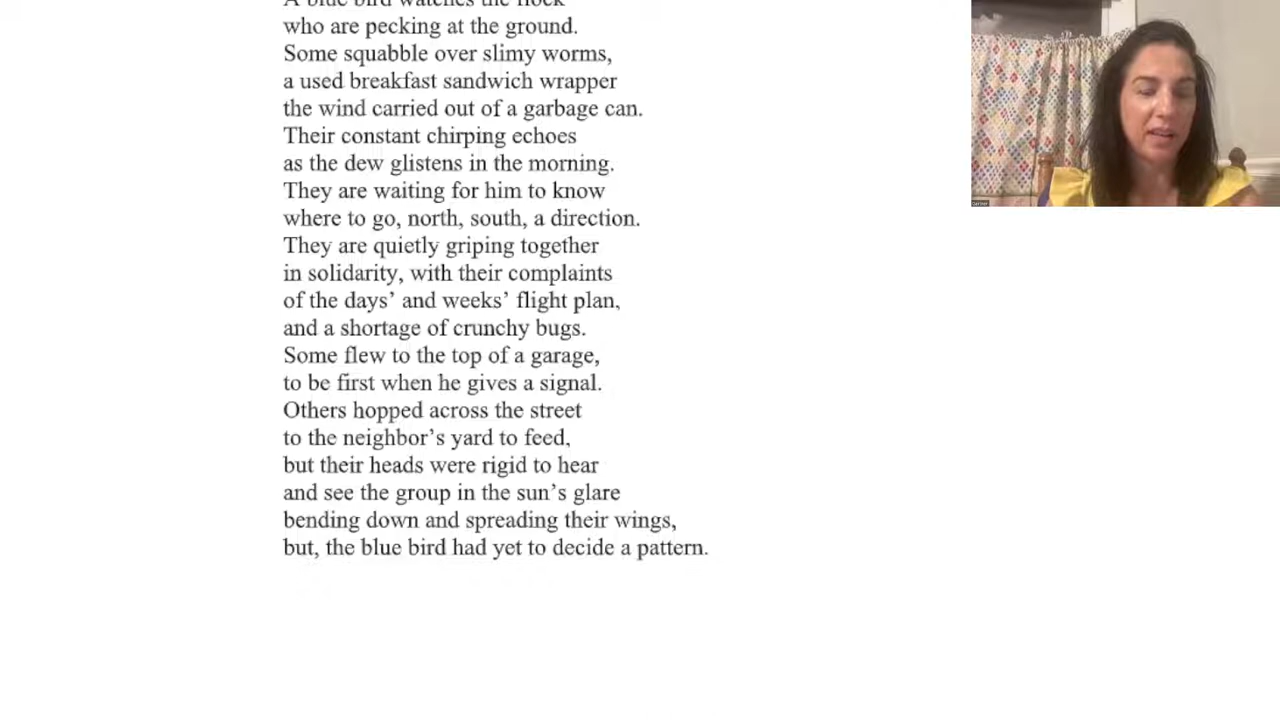 A blue bird watches the flock
who are pecking at the ground.
Some squabble over slimy worms,
a used breakfast sandwich wrapper
the wind carried out of a garbage can.
Their constant chirping echoes
as the dew glistens in the morning.
They are waiting for him to know
where to go, north, south, a direction.
They are quietly griping together
in solidarity, with their complaints
of the days’ and weeks’ flight plan,
and a shortage of crunchy bugs.
Some flew to the top of a garage,
to be first when he gives a signal.
Others hopped across the street
to the neighbor’s yard to feed,
but their heads were rigid to hear
and see the group in the sun’s glare
bending down and spreading their wings,
but, the blue bird had yet to decide a pattern.